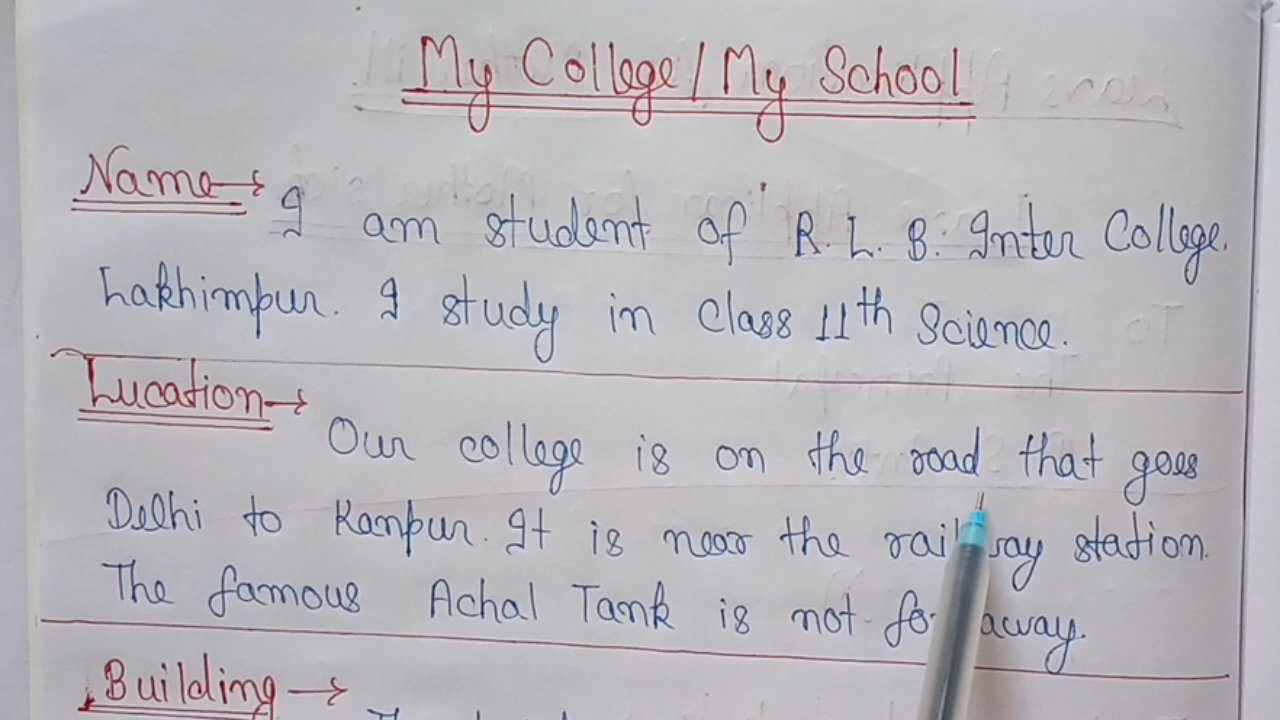 My College/My School
Name→ I am student of R.L.B. Inter College.
Lakhimpur. I study in Class 11th Science.
Lucation→ Our college is on the road that goes
Delhi to Kanpur. It is near the railway station.
The famous Achal Tank is not far away.
Building→